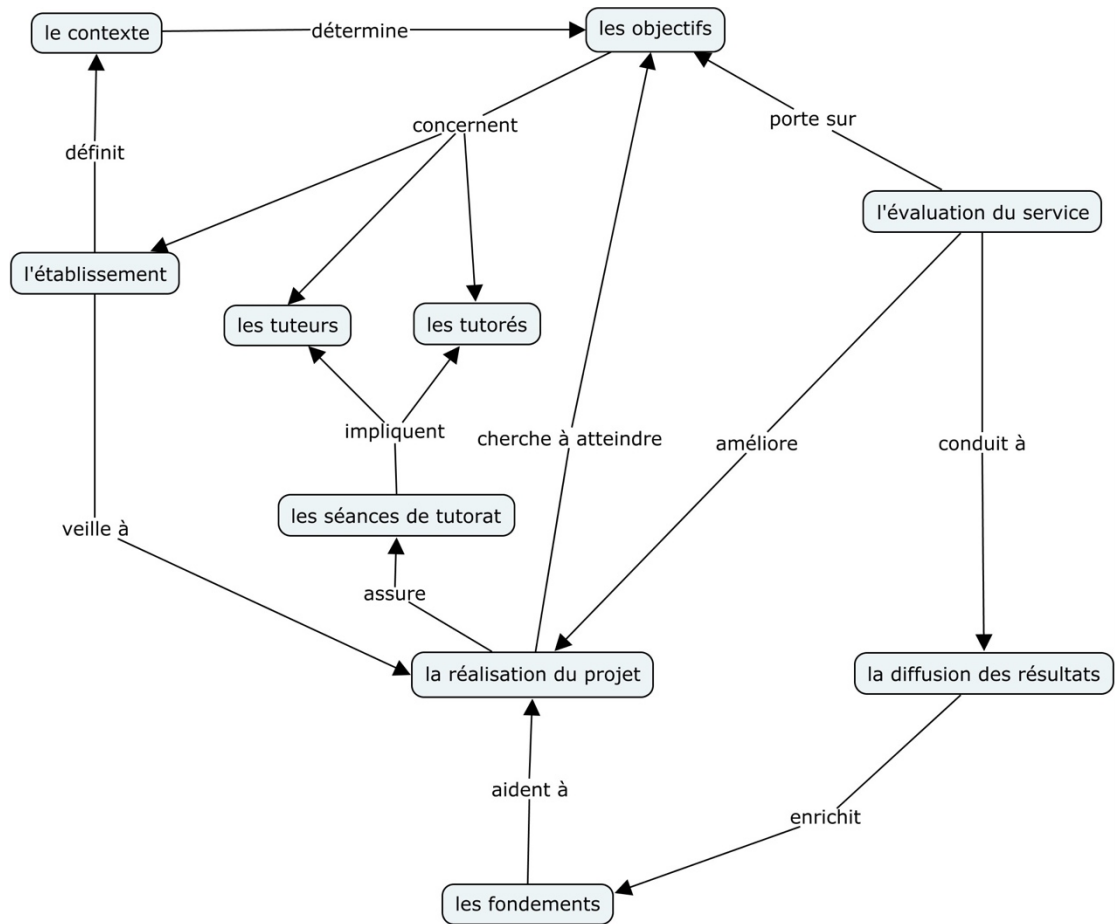 le contexte
détermine
les objectifs
concernent
porte sur
définit
l'évaluation du service
l'établissement
les tuteurs
les tutorés
impliquent
cherche à atteindre
améliore
conduit à
les séances de tutorat
veille à
assure
la réalisation du projet
la diffusion des résultats
aident à
enrichit
les fondements